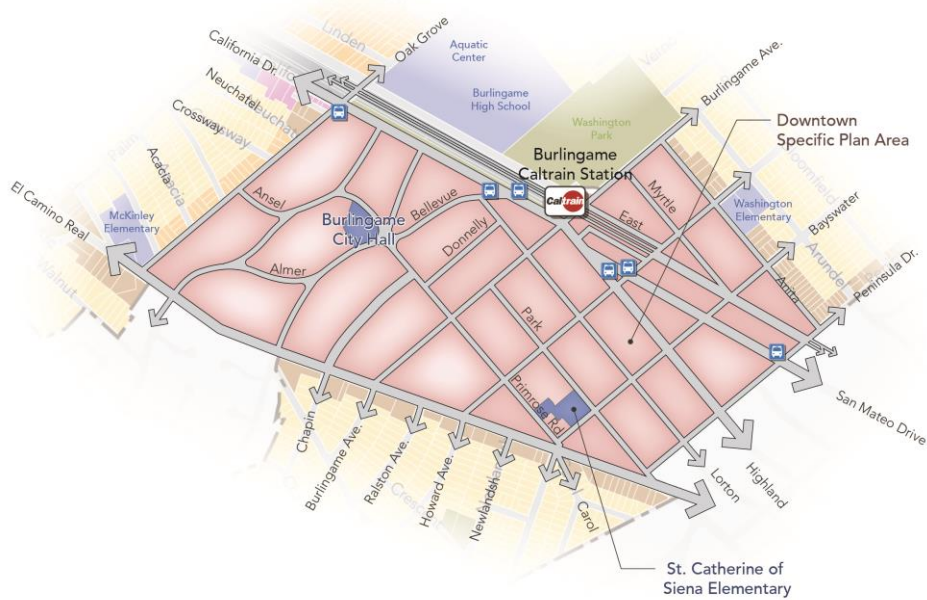 Linden
Oak Grove
California Dr.
Aquatic
Center
Burlingame
High School
Washington
Park
Burlingame Ave.
Neuchatel
Crossway
Acacia
Acacia
El Camino Real
McKinley
Elementary
Walnut
Ansel
Almer
Burlingame
City Hall
Bellevue
Donnelly
Burlingame
Caltrain Station
Caltrain
East
Myrtle
Downtown
Specific Plan Area
Washington
Elementary
Bayswater
Anita
Peninsula Dr.
San Mateo Drive
Park
Primrose Rd
Chapin
Burlingame Ave.
Ralston Ave.
Howard Ave.
Newlands
Carol
Lorton
Highland
St. Catherine of
Siena Elementary